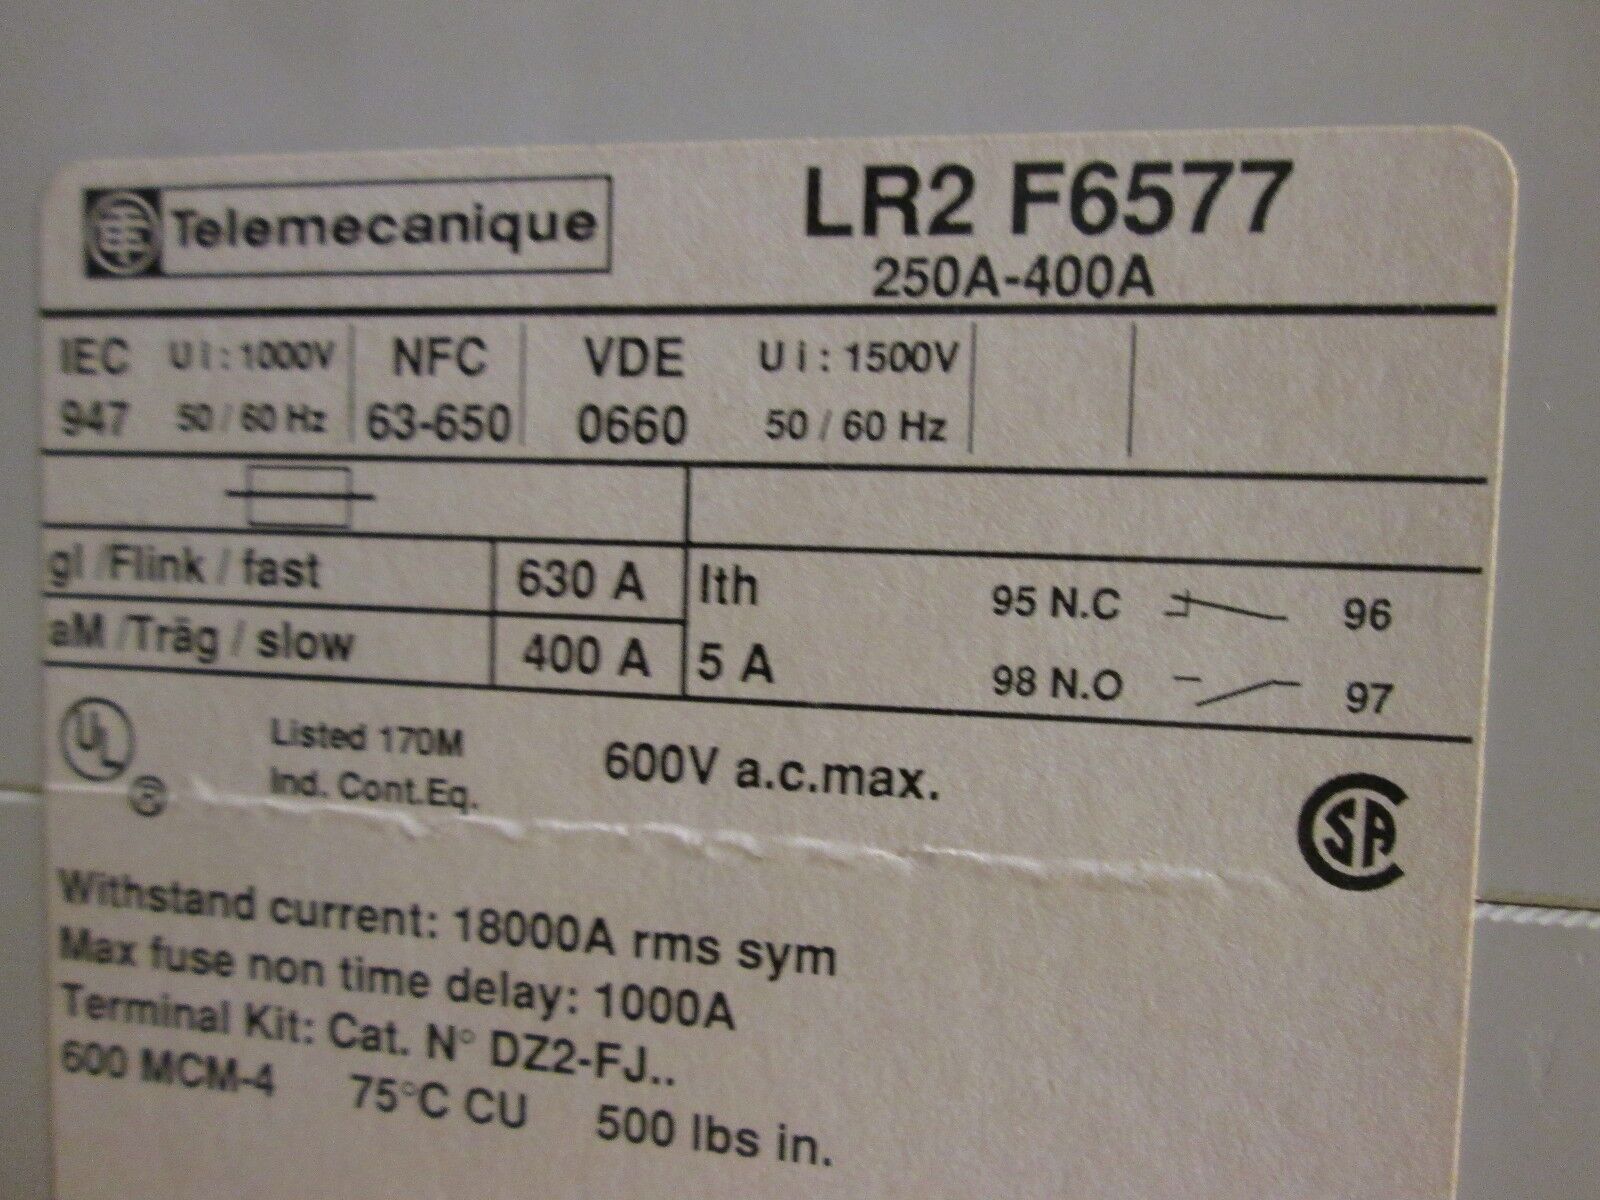 Telemecanique LR2 F6577
250A-400A
IEC Ui: 1000V NFC VDE Ui: 1500V
947 50 / 60 Hz 63-650 0660 50 / 60 Hz
gl /Flink / fast 630 A Ith 95 N.C 96
aM /Träg / slow 400 A 5 A 98 N.O 97
UL ® Listed 170M 600V a.c.max.
Ind. Cont.Eq. CSA
Withstand current: 18000A rms sym
Max fuse non time delay: 1000A
Terminal Kit: Cat. N° DZ2-FJ..
600 MCM-4 75°C CU 500 lbs in.